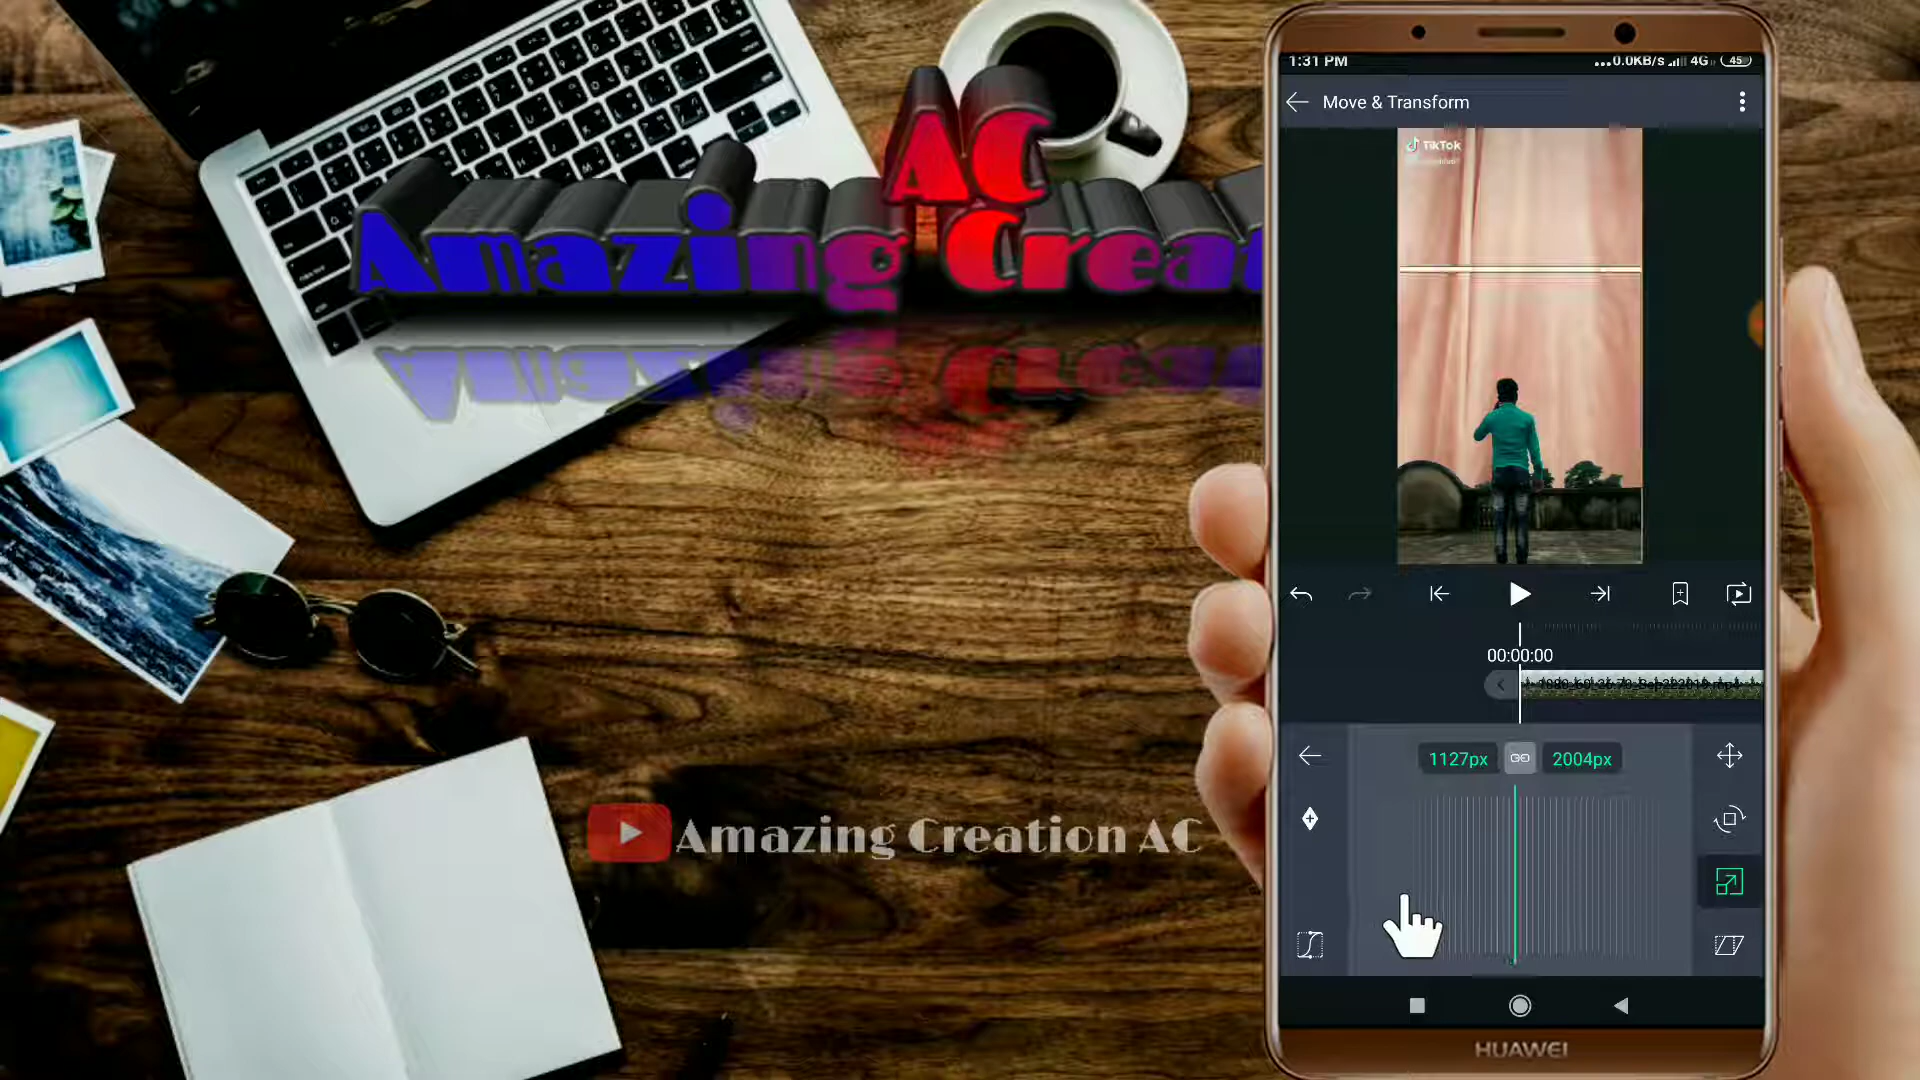 AC
Amazing Creat
Amazing Creation AC
1:31 PM
...0.0KB/s 4G 45
Move & Transform
TikTok
00:00:00
1127px
2004px
HUAWEI